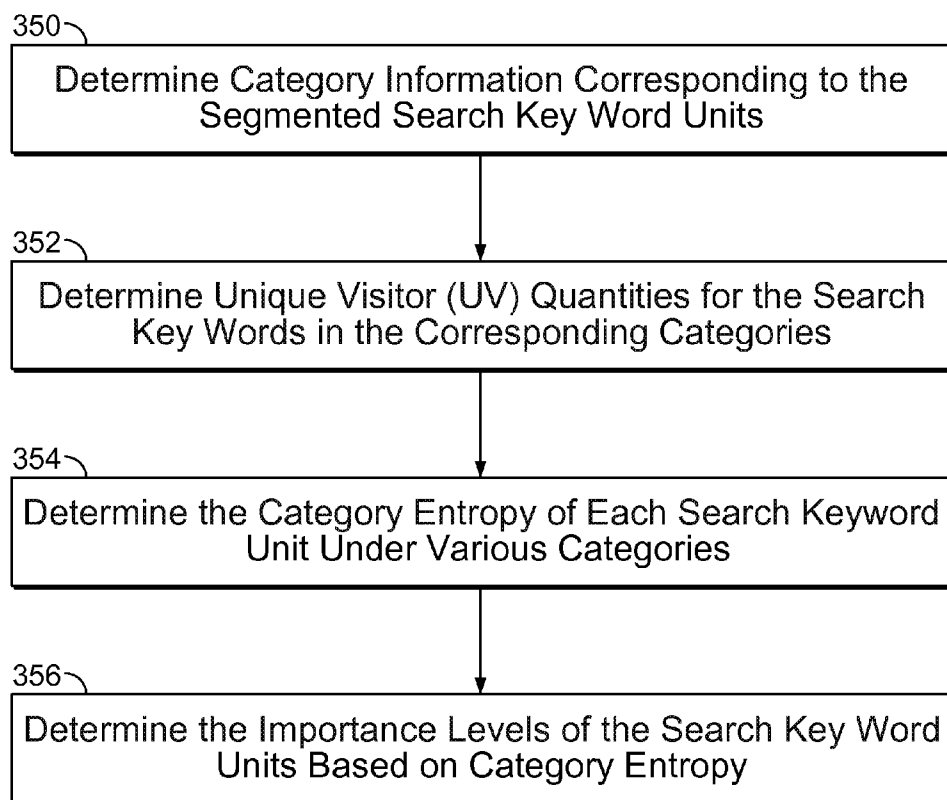 350
Determine Category Information Corresponding to the
Segmented Search Key Word Units
352
Determine Unique Visitor (UV) Quantities for the Search
Key Words in the Corresponding Categories
354
Determine the Category Entropy of Each Search Keyword
Unit Under Various Categories
356
Determine the Importance Levels of the Search Key Word
Units Based on Category Entropy